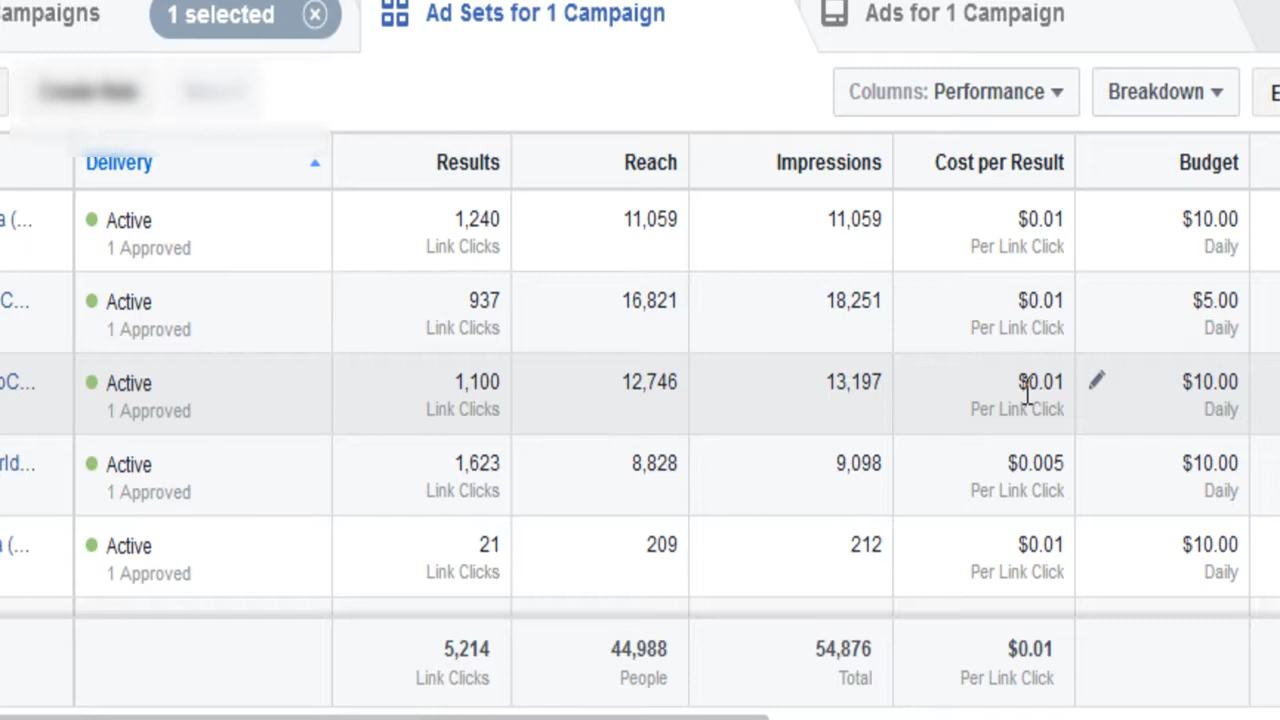 ampaigns 1 selected Ad Sets for 1 Campaign Ads for 1 Campaign
Columns: Performance Breakdown E
Delivery Results Reach Impressions Cost per Result Budget
a (... Active 1,240 11,059 11,059 $0.01 $10.00
1 Approved Link Clicks Per Link Click Daily
C... Active 937 16,821 18,251 $0.01 $5.00
1 Approved Link Clicks Per Link Click Daily
oC... Active 1,100 12,746 13,197 $0.01 $10.00
1 Approved Link Clicks Per Link Click Daily
rld... Active 1,623 8,828 9,098 $0.005 $10.00
1 Approved Link Clicks Per Link Click Daily
a (... Active 21 209 212 $0.01 $10.00
1 Approved Link Clicks Per Link Click Daily
5,214 44,988 54,876 $0.01
Link Clicks People Total Per Link Click